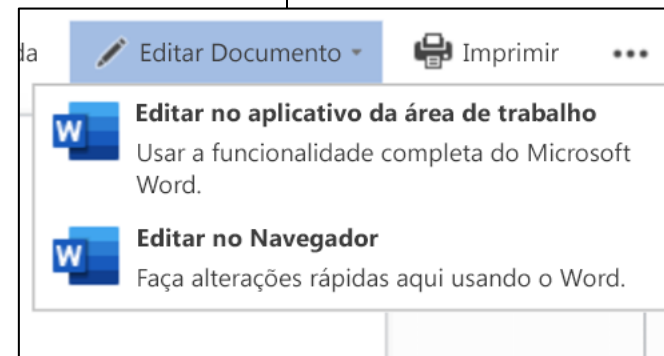 da Editar Documento Imprimir
Editar no aplicativo da área de trabalho
Usar a funcionalidade completa do Microsoft
Word.
W
Editar no Navegador
W
Faça alterações rápidas aqui usando o Word.